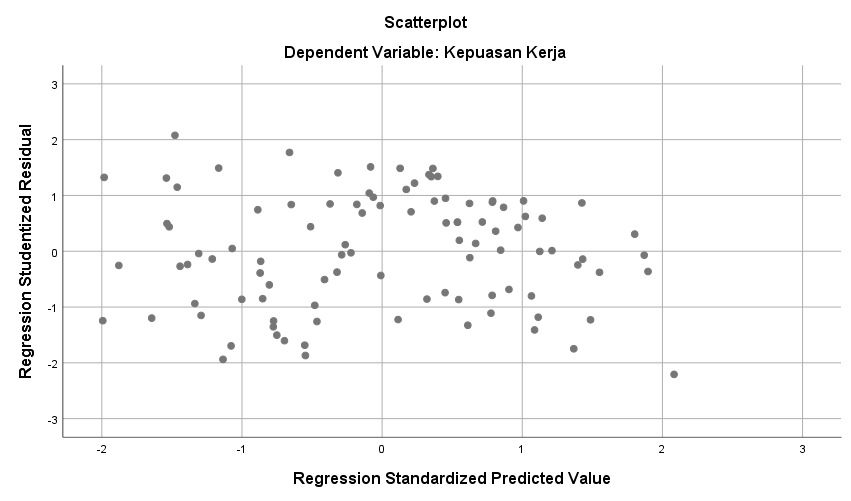 Scatterplot
Dependent Variable: Kepuasan Kerja
Regression Studentized Residual
3
2
1
0
-1
-2
-3
-2 -1 0 1 2 3
Regression Standardized Predicted Value